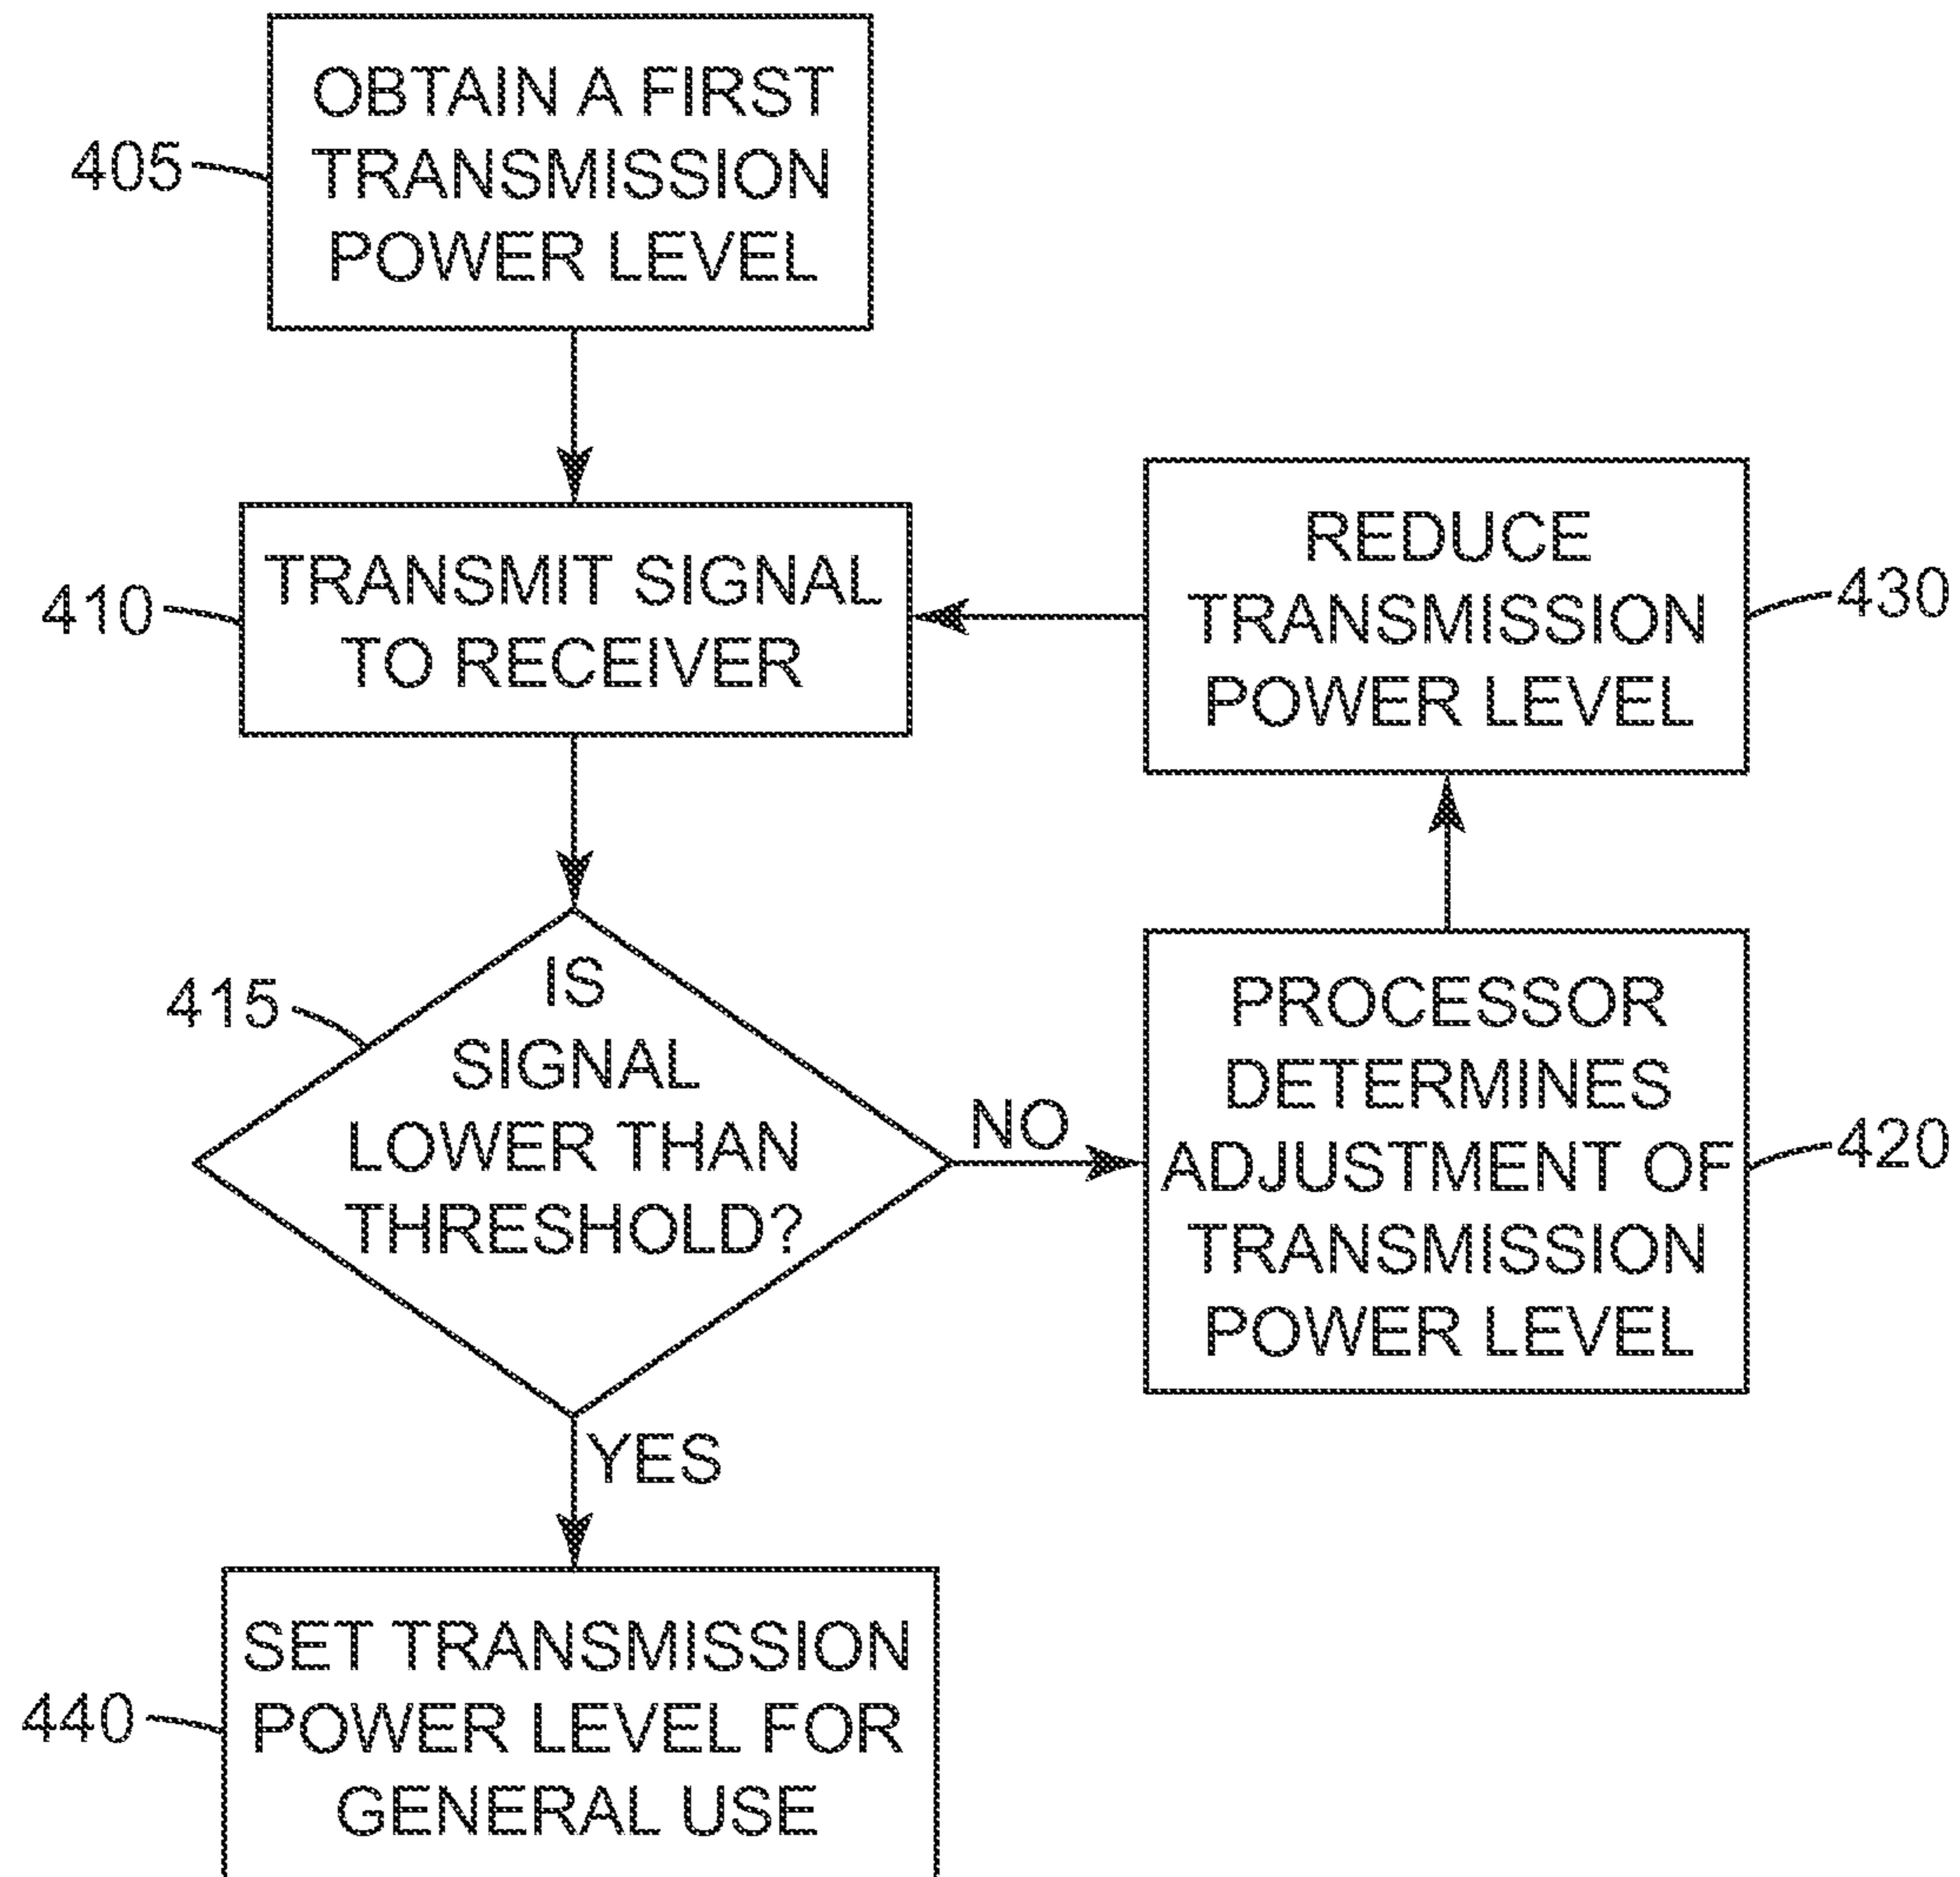 OBTAIN A FIRST
TRANSMISSION
POWER LEVEL
405
TRANSMIT SIGNAL
TO RECEIVER
410
REDUCE
TRANSMISSION
POWER LEVEL
430
IS
SIGNAL
LOWER THAN
THRESHOLD?
415
NO
PROCESSOR
DETERMINES
ADJUSTMENT OF
TRANSMISSION
POWER LEVEL
420
YES
SET TRANSMISSION
POWER LEVEL FOR
GENERAL USE
440